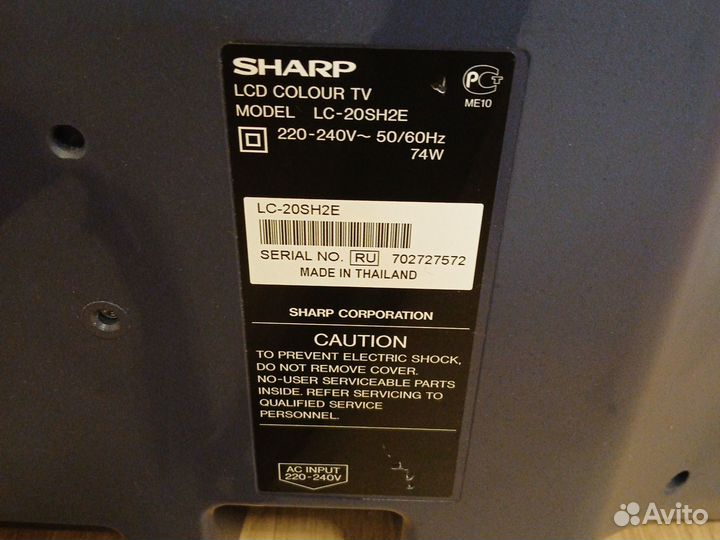 SHARP
LCD COLOUR TV
MODEL LC-20SH2E
220-240V~ 50/60Hz
74W
PC+
ME10
LC-20SH2E
SERIAL NO. RU 702727572
MADE IN THAILAND
SHARP CORPORATION
CAUTION
TO PREVENT ELECTRIC SHOCK,
DO NOT REMOVE COVER.
NO-USER SERVICEABLE PARTS
INSIDE. REFER SERVICING TO
QUALIFIED SERVICE
PERSONNEL.
AC INPUT
220-240V
Avito